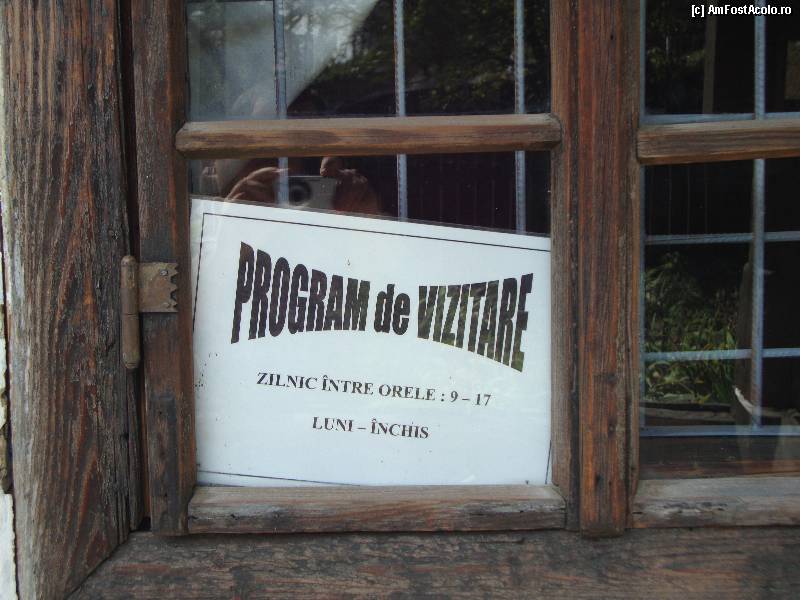 [c] AmFostAcolo.ro
PROGRAM de VIZITARE
ZILNIC ÎNTRE ORELE : 9 – 17
LUNI – ÎNCHIS